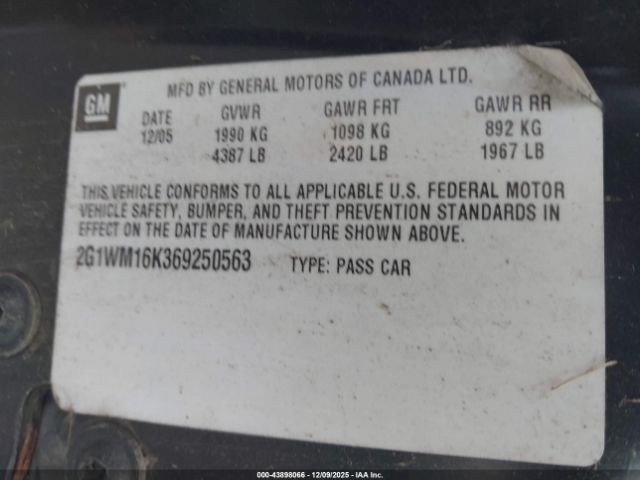 GM
MFD BY GENERAL MOTORS OF CANADA LTD.
DATE GVWR GAWR FRT GAWR RR
12/05 1990 KG 1098 KG 892 KG
4387 LB 2420 LB 1967 LB
THIS VEHICLE CONFORMS TO ALL APPLICABLE U.S. FEDERAL MOTOR
VEHICLE SAFETY, BUMPER, AND THEFT PREVENTION STANDARDS IN
EFFECT ON THE DATE OF MANUFACTURE SHOWN ABOVE.
2G1WM16K369250563 TYPE: PASS CAR
000-43898066 | 12/09/2025 | IAA Inc.